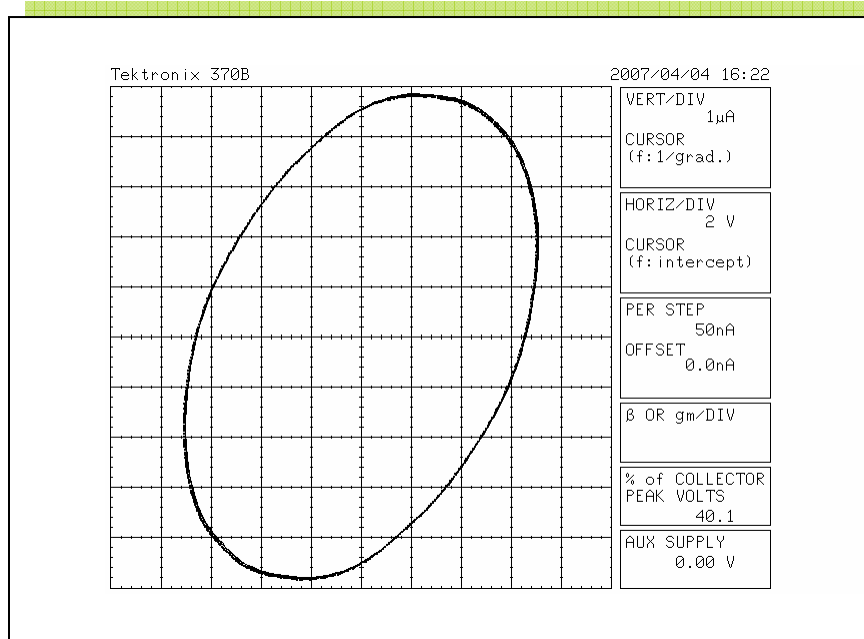 Tektronix 370B
2007/04/04 16:22
VERT/DIV
1µA
CURSOR
(f:1/grad.)
HORIZ/DIV
2 V
CURSOR
(f:intercept)
PER STEP
50nA
OFFSET
0.0nA
β OR gm/DIV
% of COLLECTOR
PEAK VOLTS
40.1
AUX SUPPLY
0.00 V